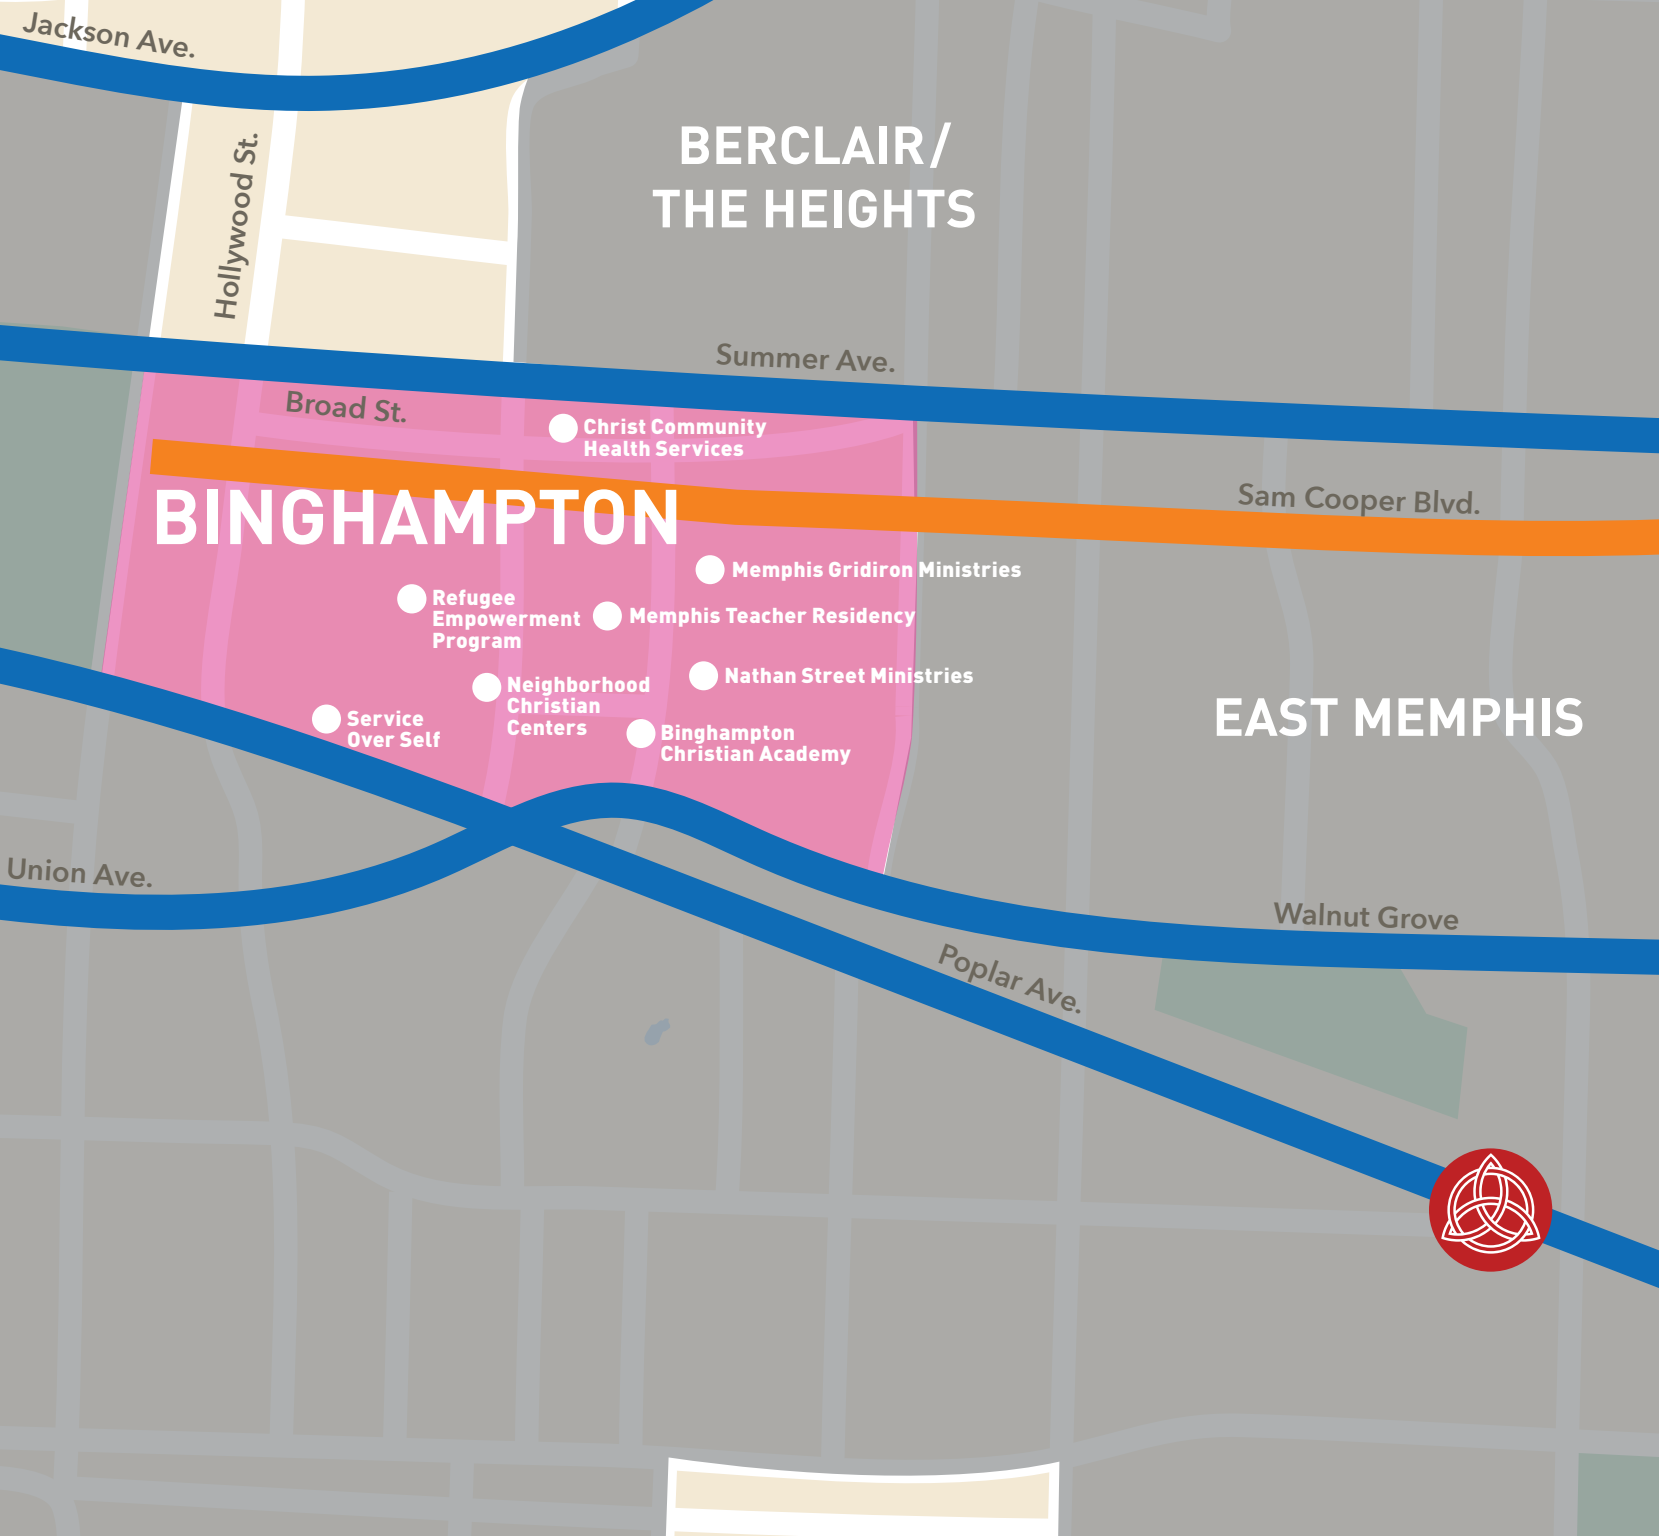 Jackson Ave.
Hollywood St.
BERCLAIR/
THE HEIGHTS
Summer Ave.
Broad St.
Christ Community
Health Services
BINGHAMPTON
Sam Cooper Blvd.
Memphis Gridiron Ministries
Refugee
Empowerment
Program
Memphis Teacher Residency
Nathan Street Ministries
Neighborhood
Christian
Centers
Service
Over Self
Binghampton
Christian Academy
EAST MEMPHIS
Union Ave.
Walnut Grove
Poplar Ave.